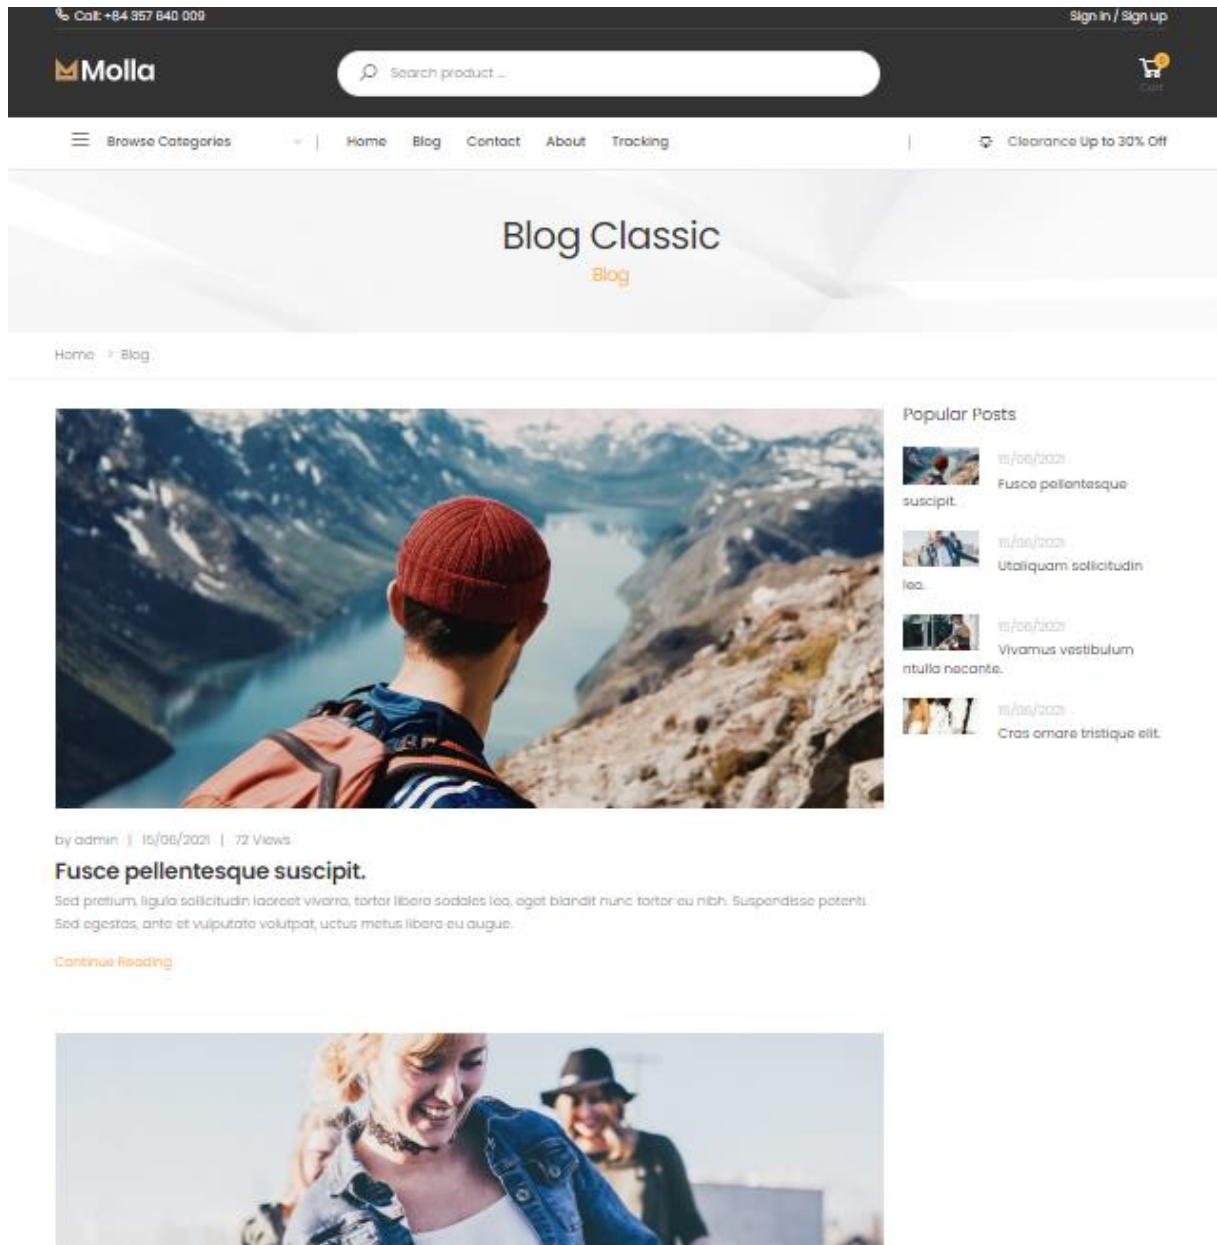 Call: +84 357 640 009
Sign in / Sign up
Molla
Search product ...
0
Cart
Browse Categories
Home Blog Contact About Tracking
Clearance Up to 30% Off
Blog Classic
Blog
Home > Blog
Popular Posts
15/06/2021
Fusce pellentesque
suscipit.
15/06/2021
Utaliquam sollicitudin
leo.
15/06/2021
Vivamus vestibulum
ntulla necante.
15/06/2021
Cras ornare tristique elit.
by admin | 15/06/2021 | 72 Views
Fusce pellentesque suscipit.
Sed pretium, ligula sollicitudin laoreet viverra, tortor libero sodales leo, eget blandit nunc tortor eu nibh. Suspendisse potenti.
Sed egestas, ante et vulputate volutpat, uctus metus libero eu augue.
Continue Reading